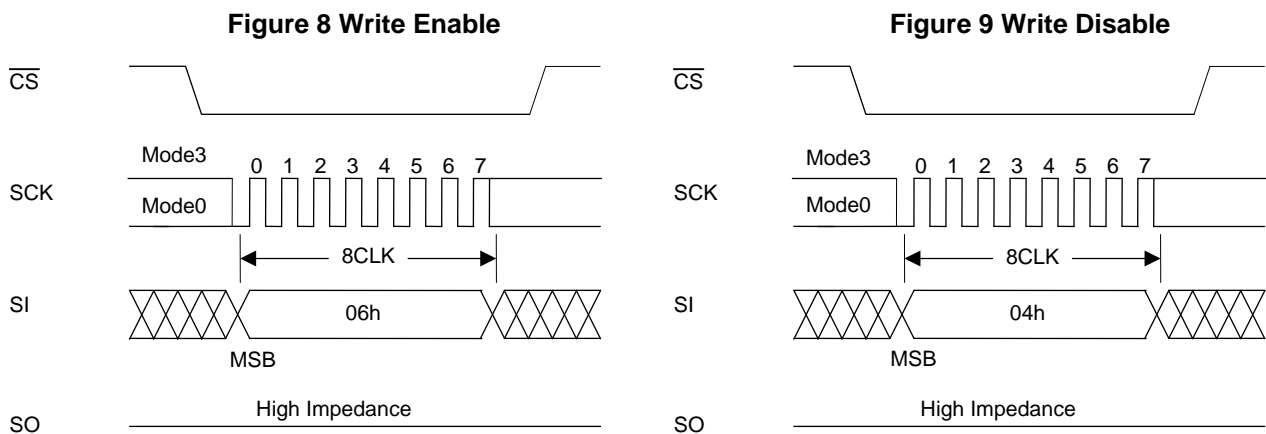 Figure 8 Write Enable
CS
Mode3
0 1 2 3 4 5 6 7
SCK
Mode0
8CLK
SI
06h
MSB
High Impedance
SO
Figure 9 Write Disable
CS
Mode3
0 1 2 3 4 5 6 7
SCK
Mode0
8CLK
SI
04h
MSB
High Impedance
SO